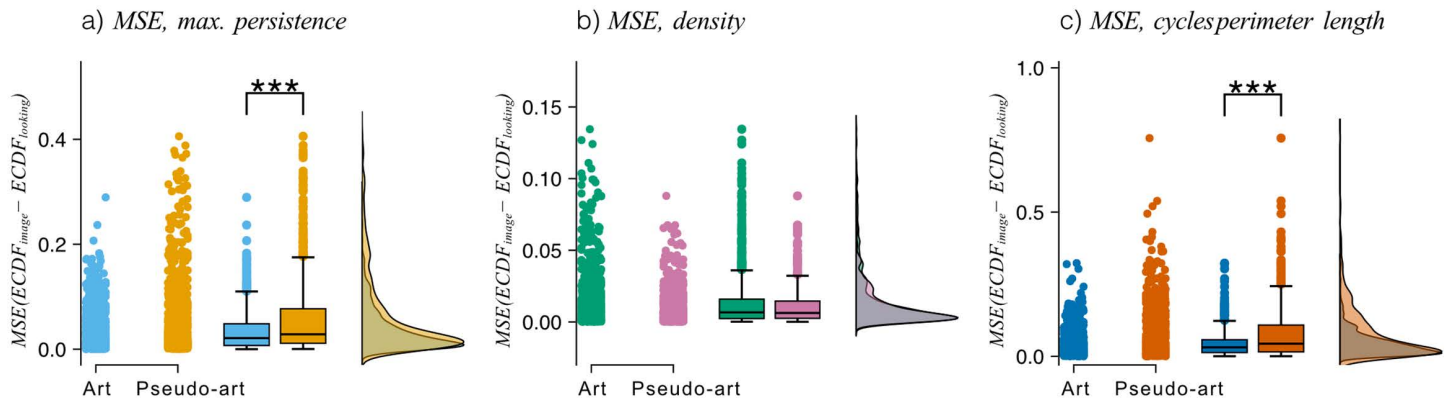 a) MSE, max. persistence
MSE(ECDF_image − ECDF_looking)
0.4
0.2
0.0
***
Art Pseudo-art
b) MSE, density
MSE(ECDF_image − ECDF_looking)
0.15
0.10
0.05
0.00
Art Pseudo-art
c) MSE, cyclesperimeter length
MSE(ECDF_image − ECDF_looking)
1.0
0.5
0.0
***
Art Pseudo-art